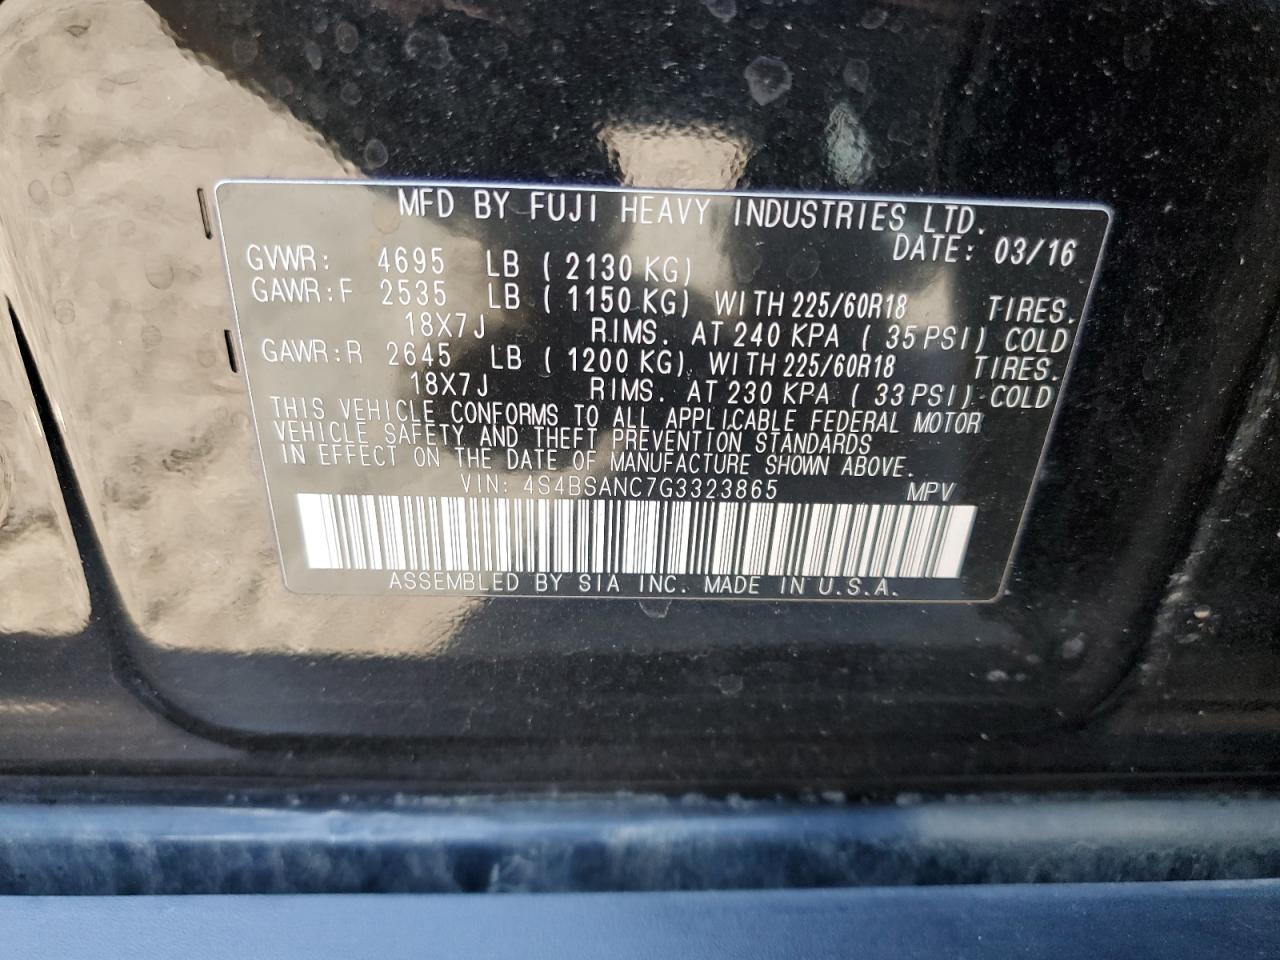 MFD BY FUJI HEAVY INDUSTRIES LTD.
DATE: 03/16
GVWR: 4695 LB ( 2130 KG)
GAWR:F 2535 LB ( 1150 KG) WITH 225/60R18 TIRES.
18X7J RIMS. AT 240 KPA ( 35 PSI) COLD
GAWR:R 2645 LB ( 1200 KG) WITH 225/60R18 TIRES.
18X7J RIMS. AT 230 KPA ( 33 PSI) COLD
THIS VEHICLE CONFORMS TO ALL APPLICABLE FEDERAL MOTOR
VEHICLE SAFETY AND THEFT PREVENTION STANDARDS
IN EFFECT ON THE DATE OF MANUFACTURE SHOWN ABOVE.
VIN: 4S4BSANC7G3323865 MPV
ASSEMBLED BY SIA INC. MADE IN U.S.A.